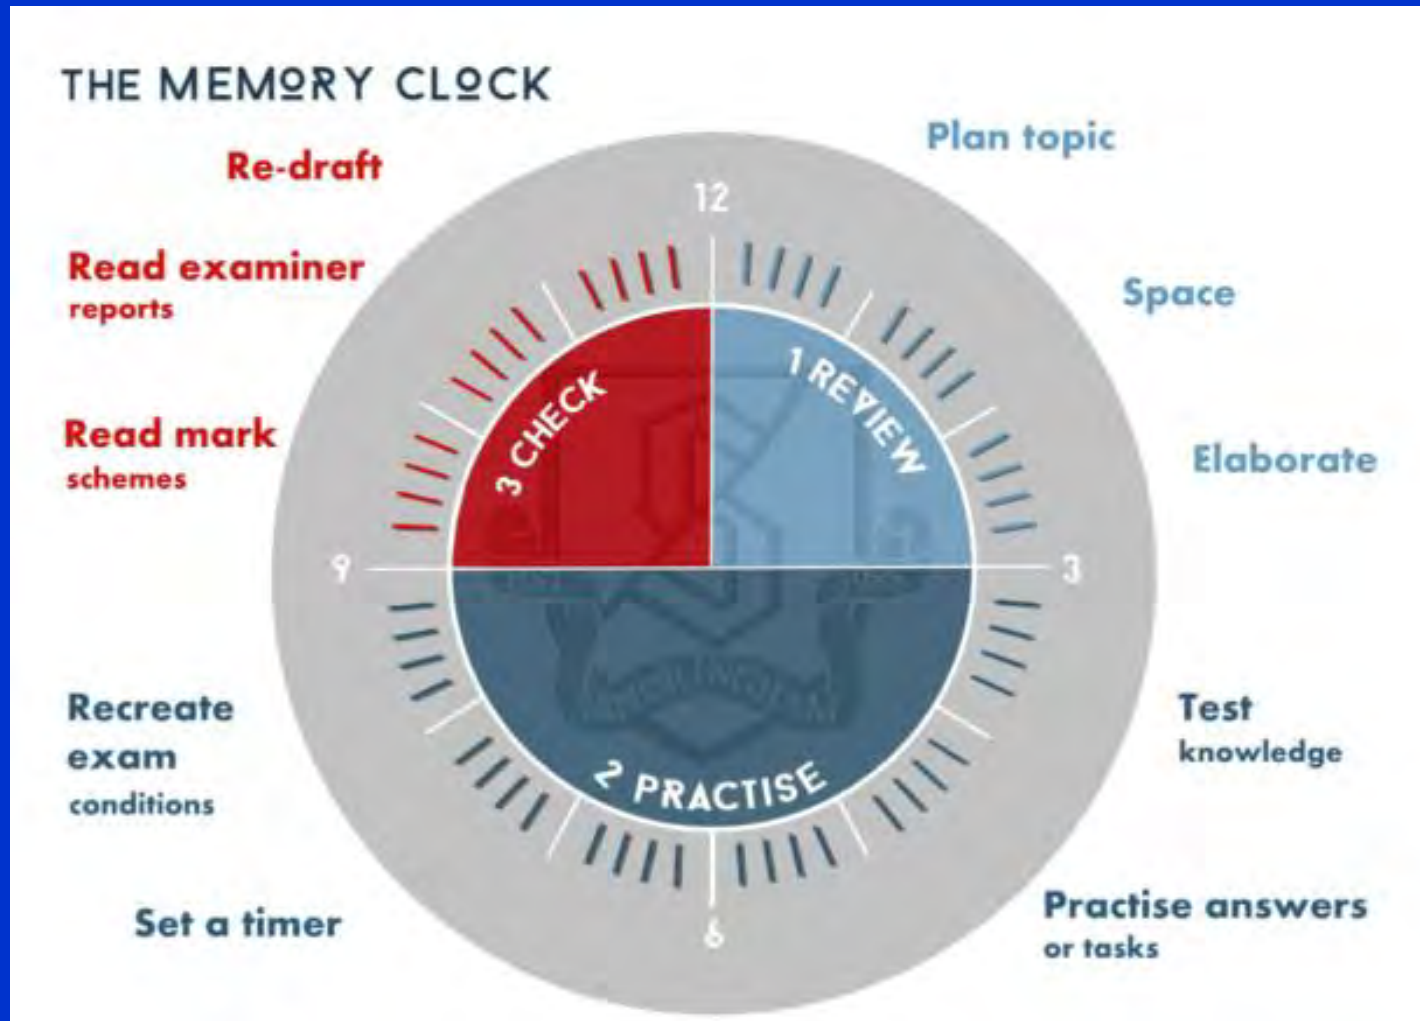 THE MEMORY CLOCK
Plan topic
Space
Elaborate
Test
knowledge
Practise answers
or tasks
Set a timer
Recreate
exam
conditions
Read mark
schemes
Read examiner
reports
Re-draft
12
3
6
9
1 REVIEW
2 PRACTISE
3 CHECK